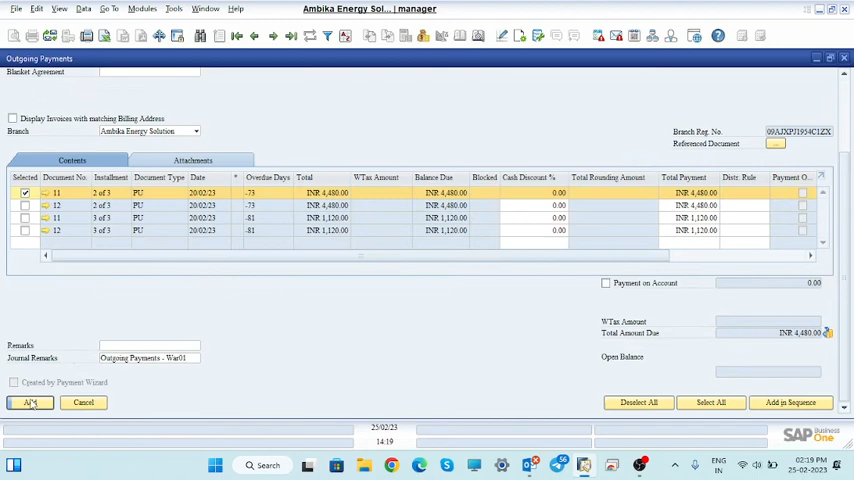 File Edit View Data Go To Modules Tools Window Help Ambika Energy Sol... | manager
Outgoing Payments
Blanket Agreement
Display Invoices with matching Billing Address
Branch Ambika Energy Solution
Branch Reg. No. 09AJXPJ1954C1ZX
Referenced Document ...
Contents Attachments
Selected Document No. Installment Document Type Date * Overdue Days Total WTax Amount Balance Due Blocked Cash Discount % Total Rounding Amount Total Payment Distr. Rule Payment O...
11 2 of 3 PU 20/02/23 -73 INR 4,480.00 INR 4,480.00 0.00 INR 4,480.00
12 2 of 3 PU 20/02/23 -73 INR 4,480.00 INR 4,480.00 0.00 INR 4,480.00
11 3 of 3 PU 20/02/23 -81 INR 1,120.00 INR 1,120.00 0.00 INR 1,120.00
12 3 of 3 PU 20/02/23 -81 INR 1,120.00 INR 1,120.00 0.00 INR 1,120.00
Payment on Account 0.00
WTax Amount
Total Amount Due INR 4,480.00
Remarks
Journal Remarks Outgoing Payments - War01
Open Balance
Created by Payment Wizard
Add Cancel Deselect All Select All Add in Sequence
25/02/23
14:19
SAP Business One
Search
56
ENG
IN
02:19 PM
25-02-2023